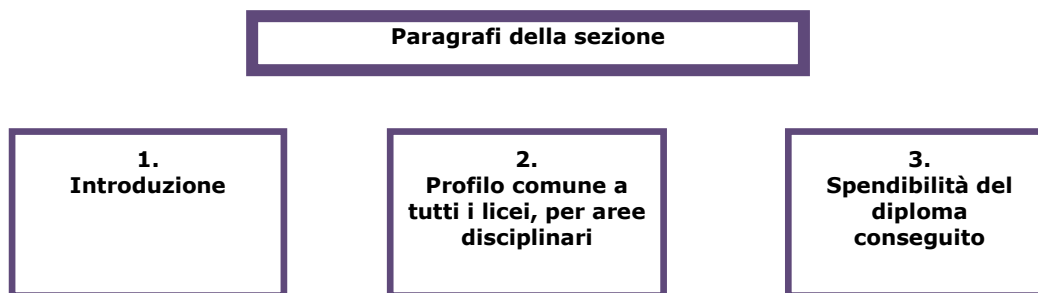 Paragrafi della sezione
1.
Introduzione
2.
Profilo comune a
tutti i licei, per aree
disciplinari
3.
Spendibilità del
diploma
conseguito